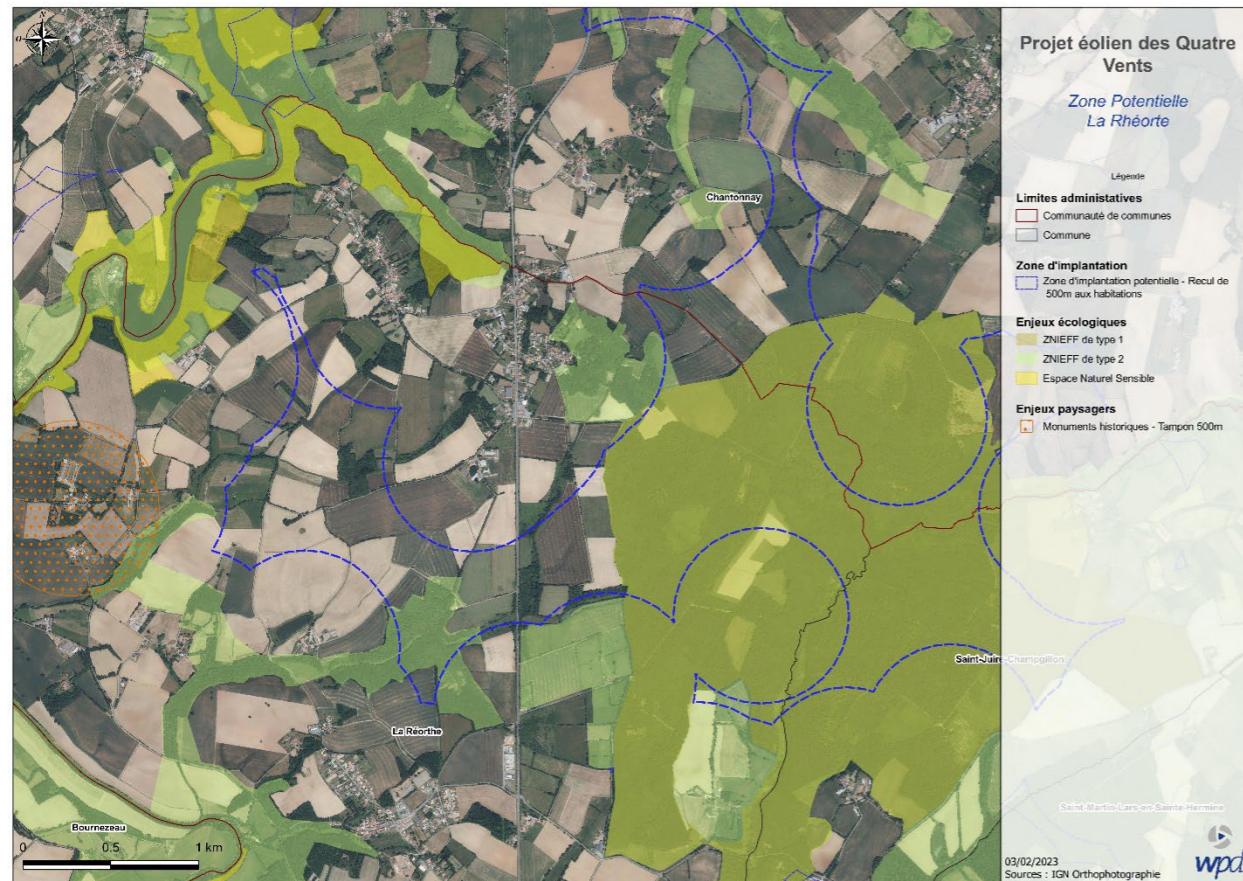 N
O
Projet éolien des Quatre
Vents
Zone Potentielle
La Rhéorte
Légende
Limites administatives
Communauté de communes
Commune
Zone d'implantation
Zone d'implantation potentielle - Recul de
500m aux habitations
Enjeux écologiques
ZNIEFF de type 1
ZNIEFF de type 2
Espace Naturel Sensible
Enjeux paysagers
Monuments historiques - Tampon 500m
Chantonnay
Saint-Juire-Champgillon
La Réorthe
Saint-Martin-Lars-en-Sainte-Hermine
Bournezeau
0 0.5 1 km
03/02/2023
Sources : IGN Orthophotographie
wpd